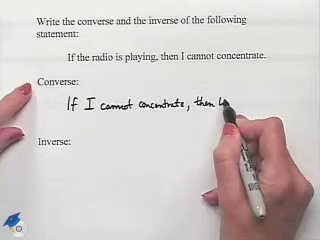 Write the converse and the inverse of the following
statement:
If the radio is playing, then I cannot concentrate.
Converse:
If I cannot concentrate, then
Inverse: